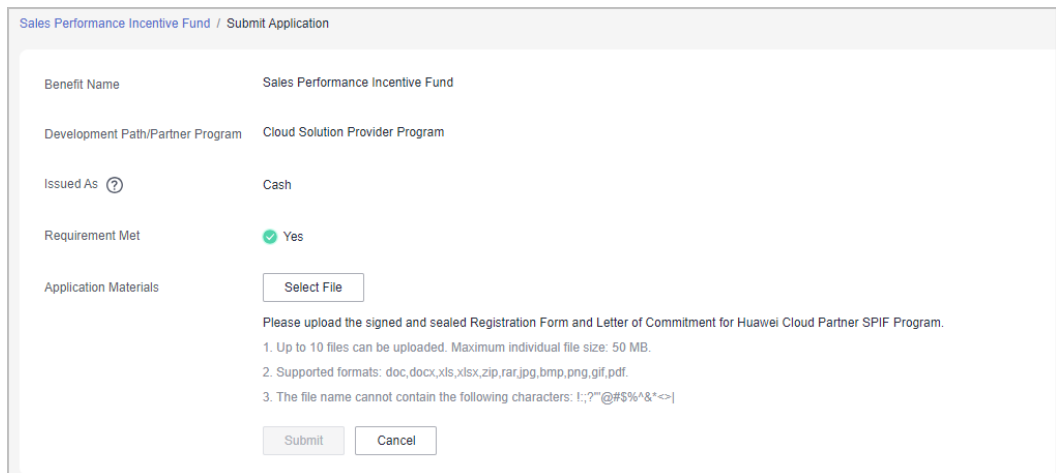 Sales Performance Incentive Fund / Submit Application
Benefit Name Sales Performance Incentive Fund
Development Path/Partner Program Cloud Solution Provider Program
Issued As ? Cash
Requirement Met Yes
Application Materials Select File
Please upload the signed and sealed Registration Form and Letter of Commitment for Huawei Cloud Partner SPIF Program.
1. Up to 10 files can be uploaded. Maximum individual file size: 50 MB.
2. Supported formats: doc,docx,xls,xlsx,zip,rar,jpg,bmp,png,gif,pdf.
3. The file name cannot contain the following characters: !:;?'"@#$%^&*<>|
Submit Cancel